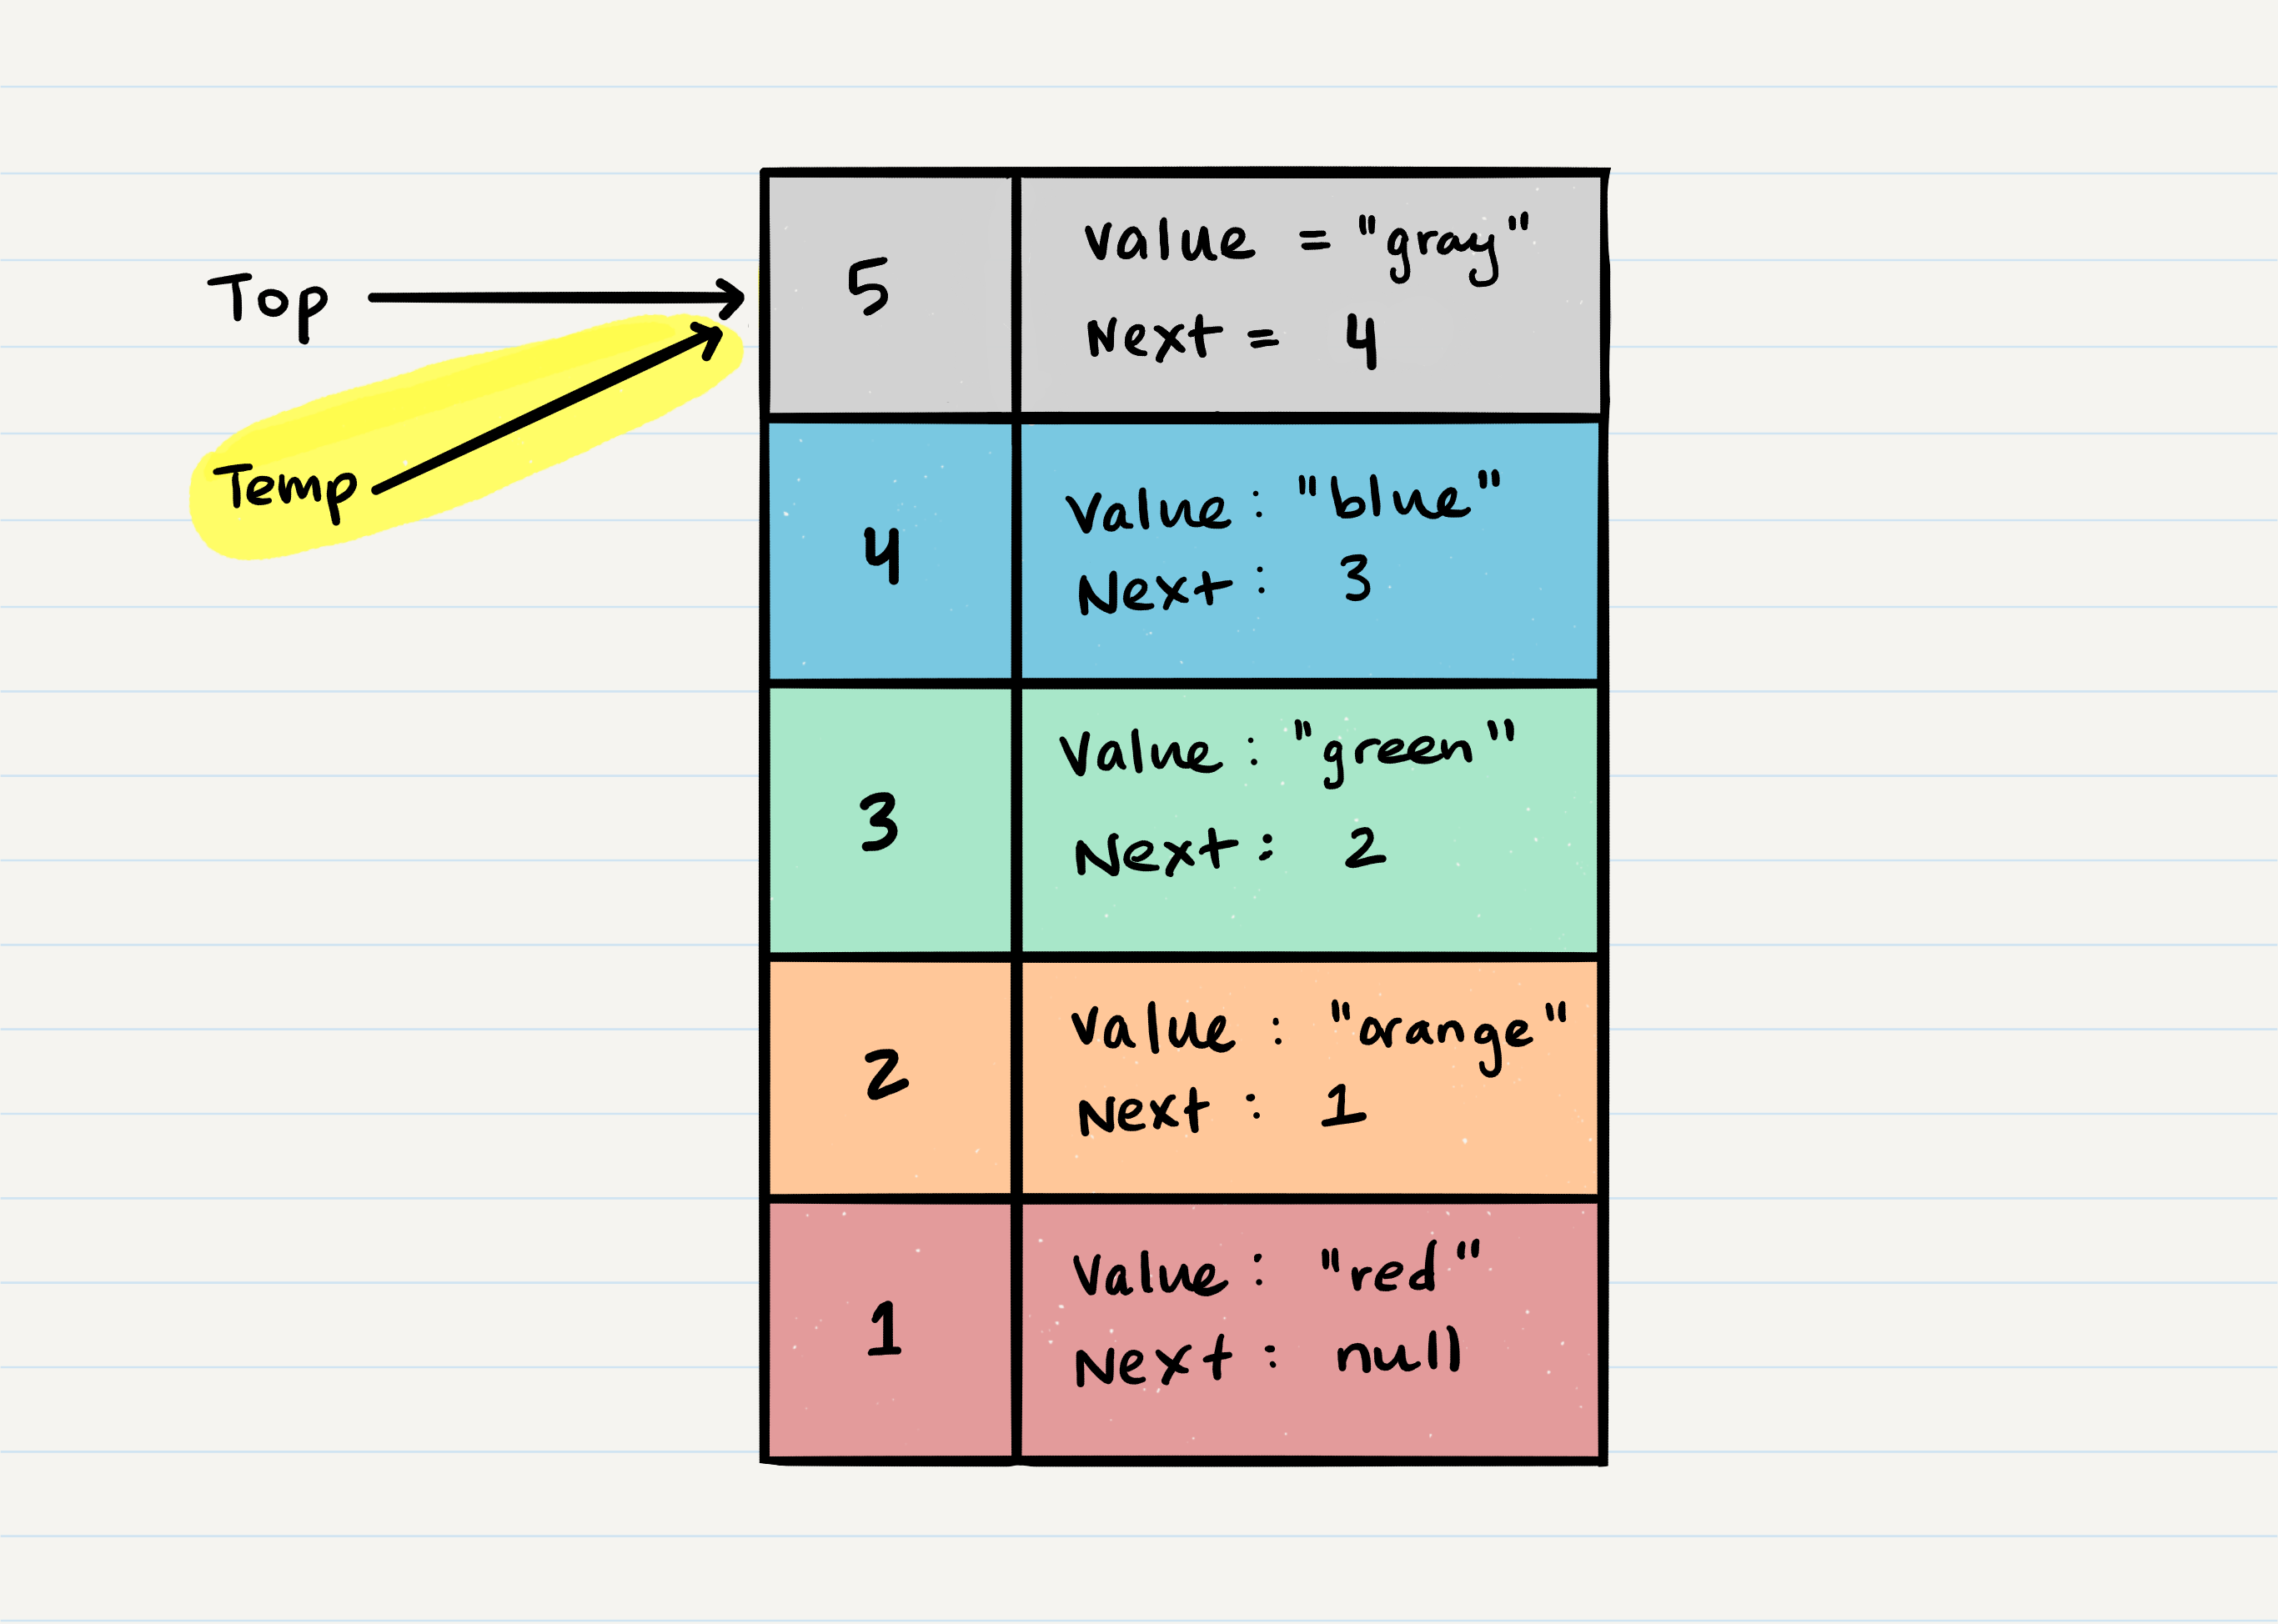 Top
Temp
5
value = "gray"
Next = 4
4
Value : "blue"
Next : 3
3
Value : "green"
Next : 2
2
Value : "orange"
Next : 1
1
Value : "red"
Next : null